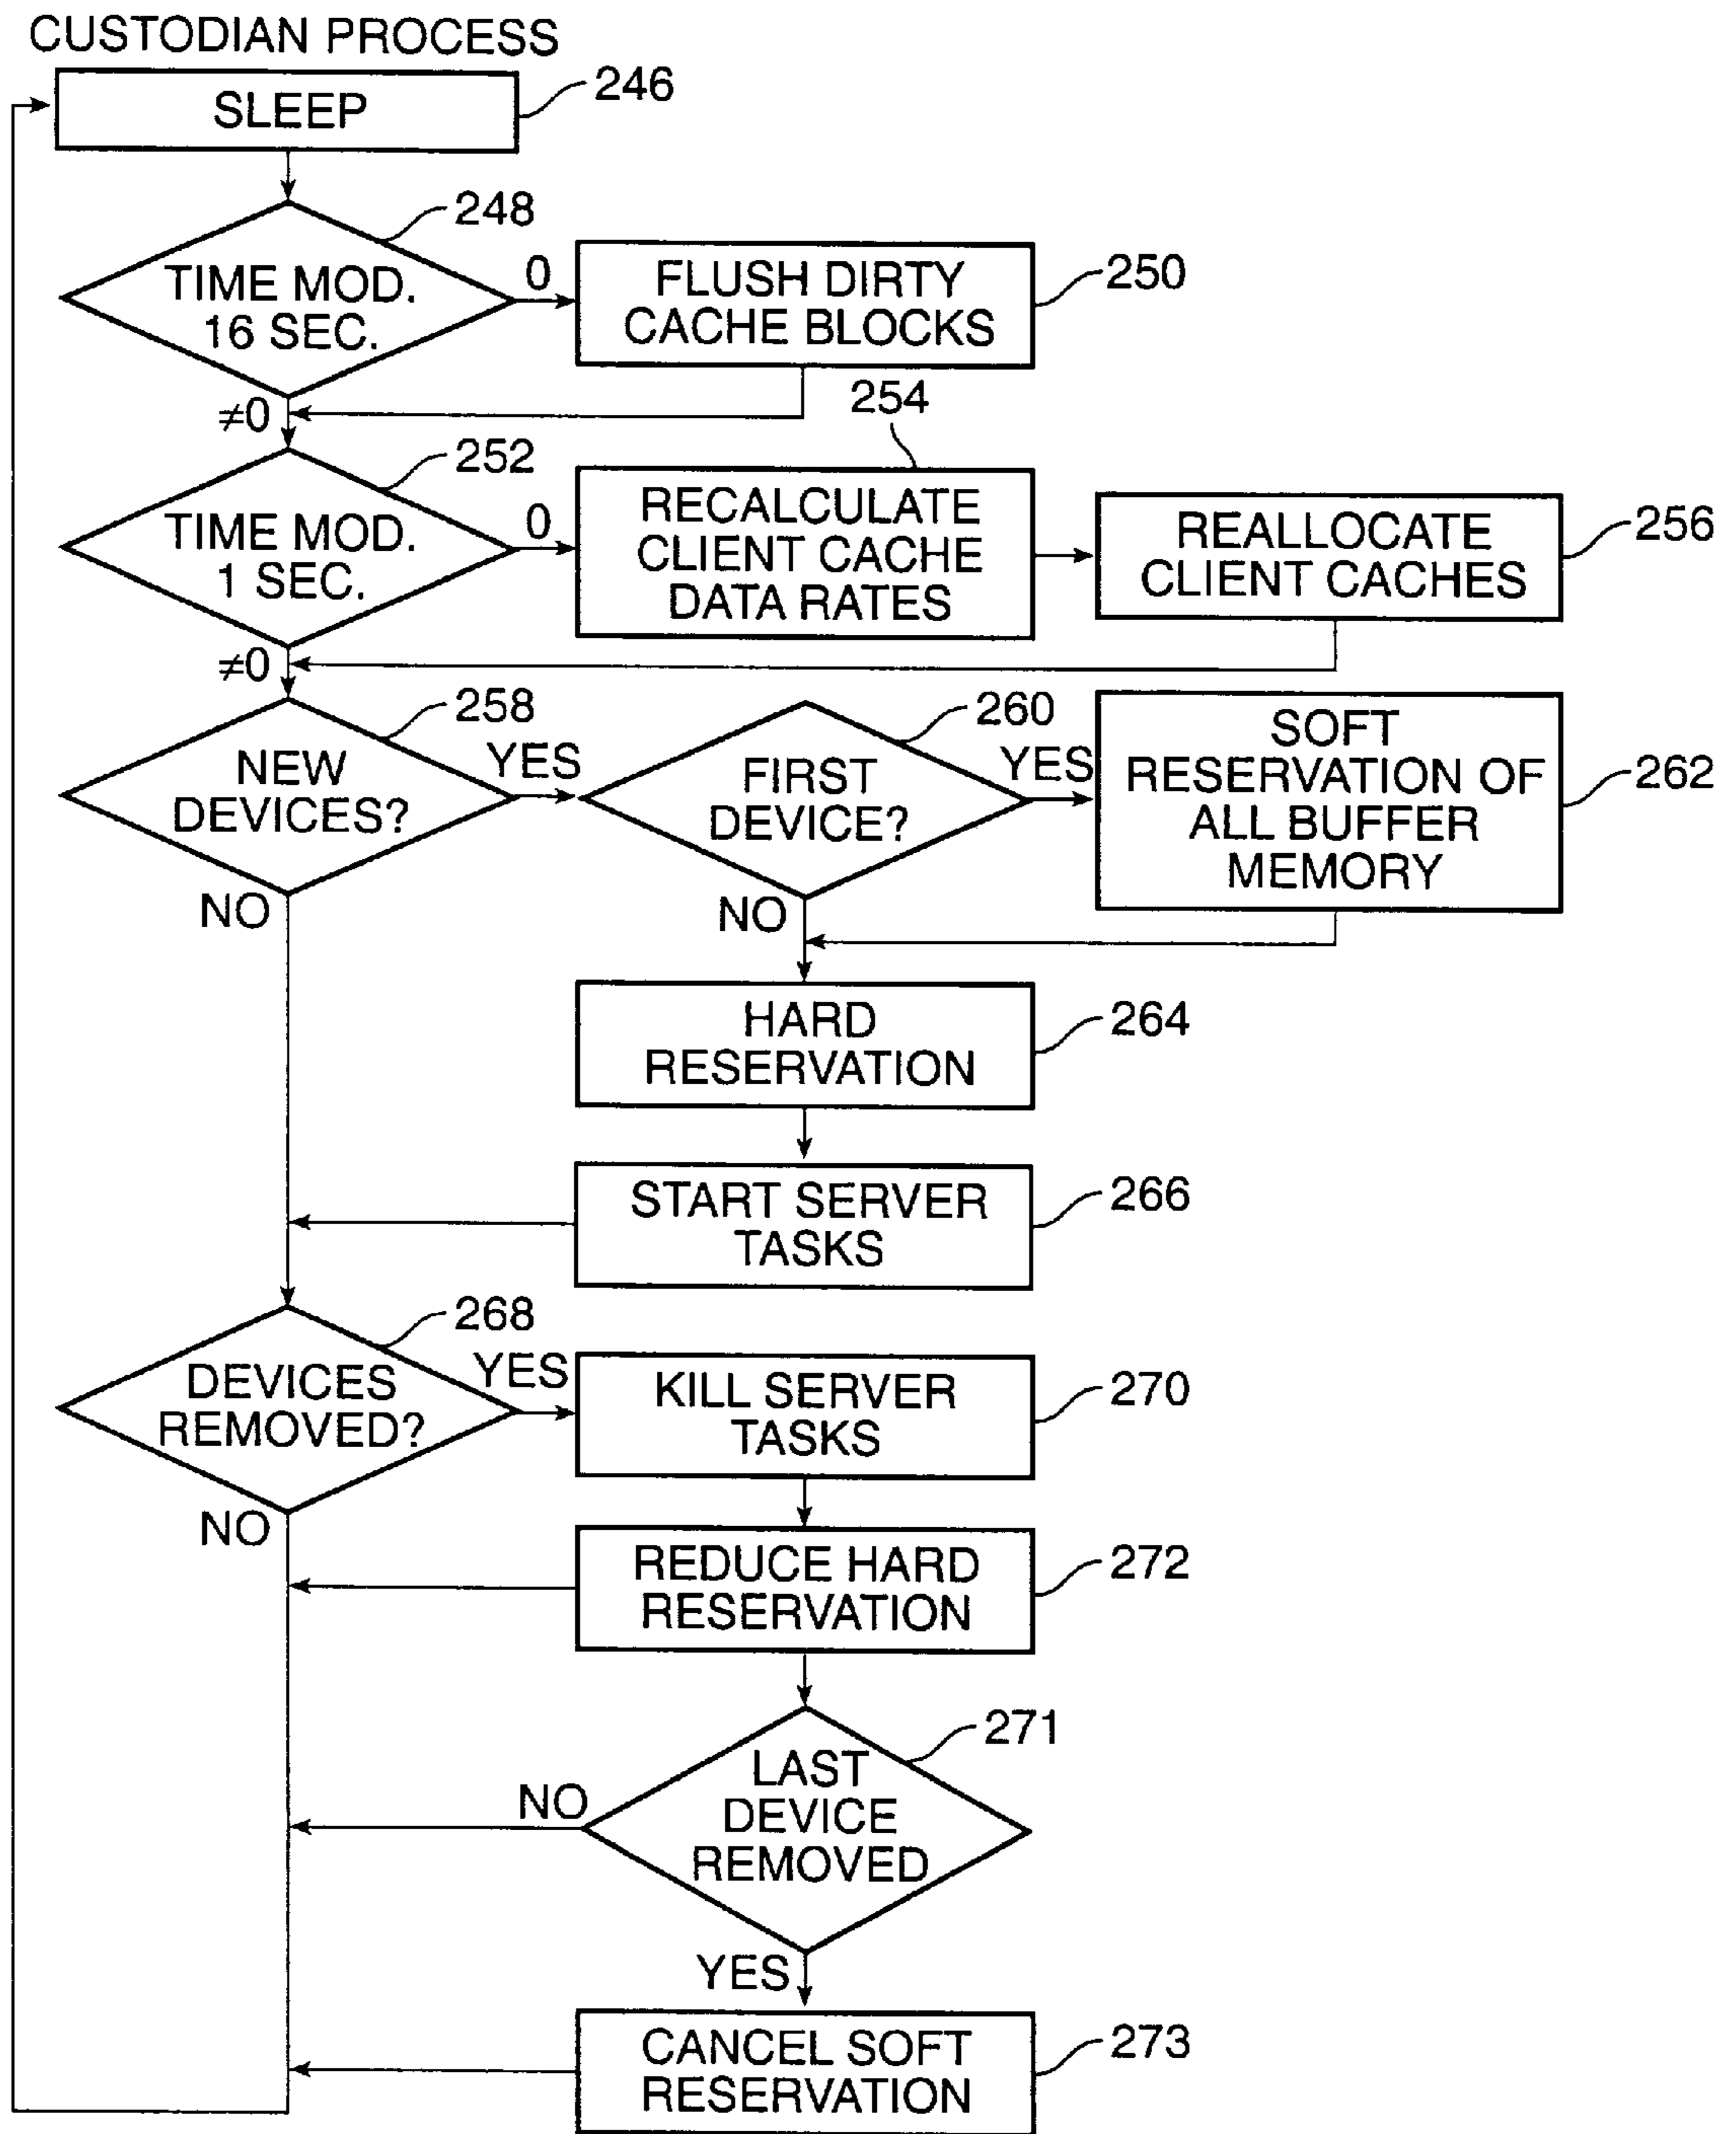 CUSTODIAN PROCESS
SLEEP
246
248
TIME MOD.
16 SEC.
0
FLUSH DIRTY
CACHE BLOCKS
250
≠0
254
252
TIME MOD.
1 SEC.
0
RECALCULATE
CLIENT CACHE
DATA RATES
REALLOCATE
CLIENT CACHES
256
≠0
258
NEW
DEVICES?
YES
NO
260
FIRST
DEVICE?
YES
NO
SOFT
RESERVATION OF
ALL BUFFER
MEMORY
262
HARD
RESERVATION
264
START SERVER
TASKS
266
268
DEVICES
REMOVED?
YES
NO
KILL SERVER
TASKS
270
REDUCE HARD
RESERVATION
272
271
LAST
DEVICE
REMOVED
NO
YES
CANCEL SOFT
RESERVATION
273